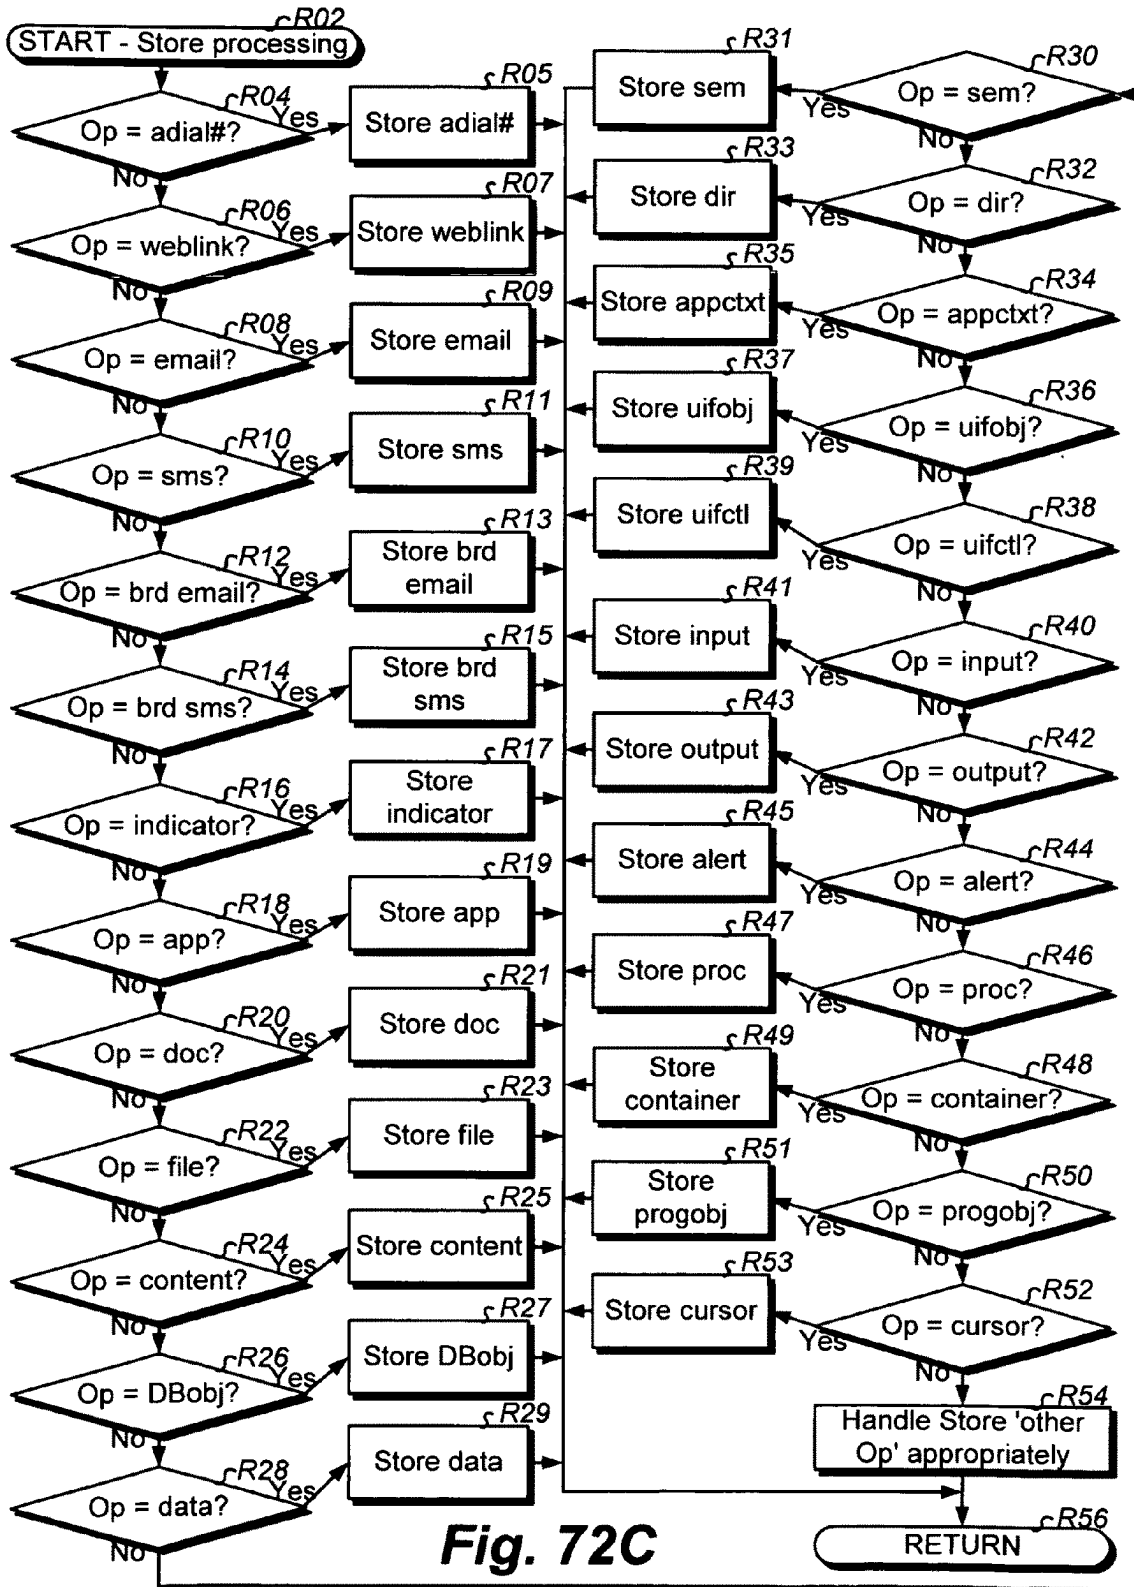 R02
START - Store processing
R04
Op = adial#?
Yes
No
R05
Store adial#
R06
Op = weblink?
Yes
No
R07
Store weblink
R08
Op = email?
Yes
No
R09
Store email
R10
Op = sms?
Yes
No
R11
Store sms
R12
Op = brd email?
Yes
No
R13
Store brd
email
R14
Op = brd sms?
Yes
No
R15
Store brd
sms
R16
Op = indicator?
Yes
No
R17
Store
indicator
R18
Op = app?
Yes
No
R19
Store app
R20
Op = doc?
Yes
No
R21
Store doc
R22
Op = file?
Yes
No
R23
Store file
R24
Op = content?
Yes
No
R25
Store content
R26
Op = DBobj?
Yes
No
R27
Store DBobj
R28
Op = data?
Yes
No
R29
Store data
R30
Op = sem?
Yes
No
R31
Store sem
R32
Op = dir?
Yes
No
R33
Store dir
R34
Op = appctxt?
Yes
No
R35
Store appctxt
R36
Op = uifobj?
Yes
No
R37
Store uifobj
R38
Op = uifctl?
Yes
No
R39
Store uifctl
R40
Op = input?
Yes
No
R41
Store input
R42
Op = output?
Yes
No
R43
Store output
R44
Op = alert?
Yes
No
R45
Store alert
R46
Op = proc?
Yes
No
R47
Store proc
R48
Op = container?
Yes
No
R49
Store
container
R50
Op = progobj?
Yes
No
R51
Store
progobj
R52
Op = cursor?
Yes
No
R53
Store cursor
R54
Handle Store 'other
Op' appropriately
R56
RETURN
Fig. 72C